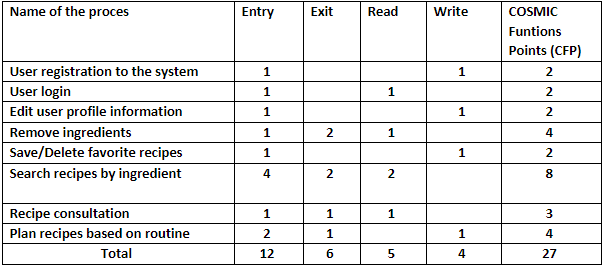 Name of the proces Entry Exit Read Write COSMIC
Funtions
Points (CFP)
User registration to the system 1 1 2
User login 1 1 2
Edit user profile information 1 1 2
Remove ingredients 1 2 1 4
Save/Delete favorite recipes 1 1 2
Search recipes by ingredient 4 2 2 8
Recipe consultation 1 1 1 3
Plan recipes based on routine 2 1 1 4
Total 12 6 5 4 27